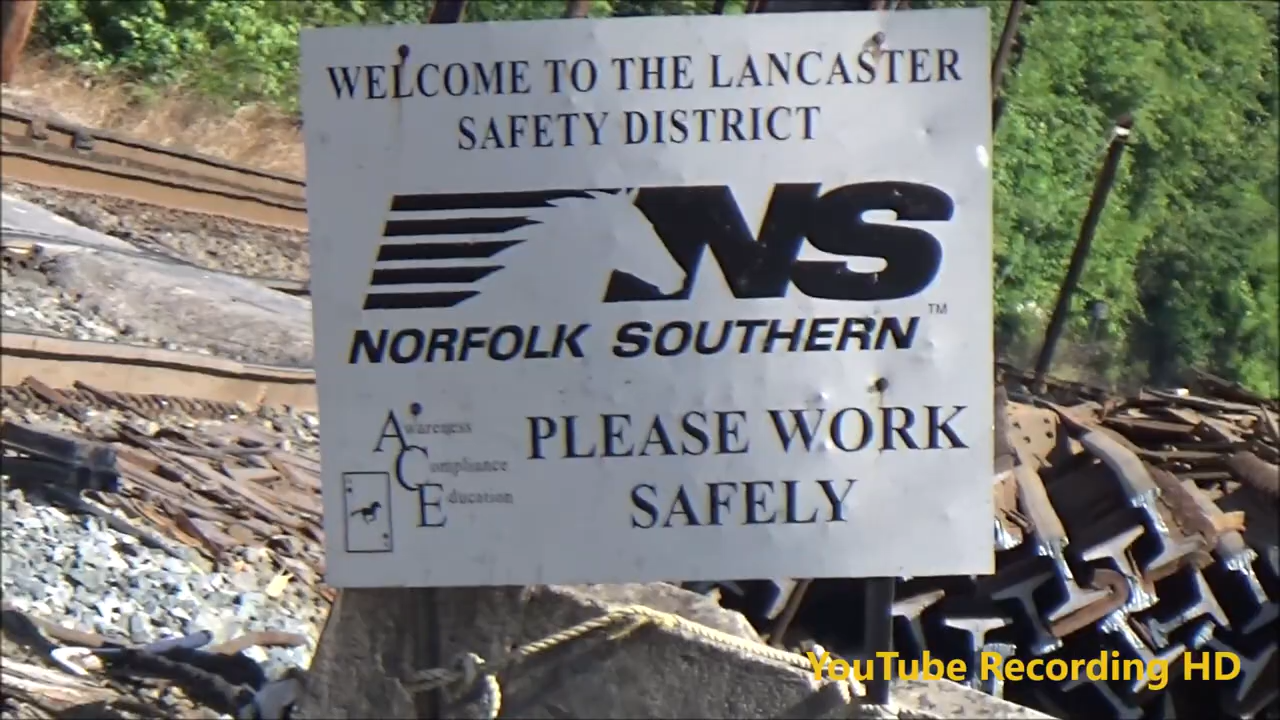 WELCOME TO THE LANCASTER
SAFETY DISTRICT
NS
TM
NORFOLK SOUTHERN
Awareness
Compliance
Education
PLEASE WORK
SAFELY
YouTube Recording HD